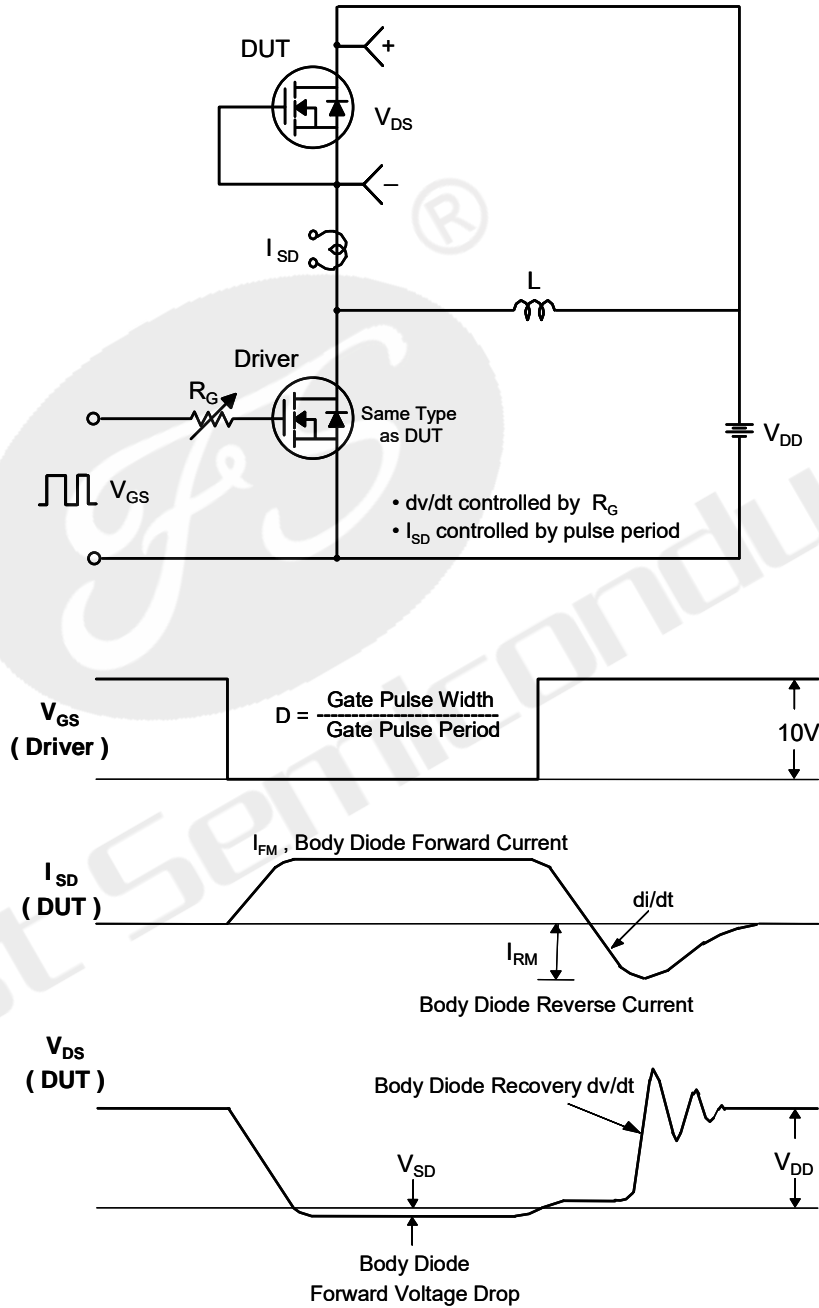 DUT
+
V_DS
–
®
I_SD
L
Driver
R_G
Same Type
as DUT
V_DD
V_GS
• dv/dt controlled by R_G
• I_SD controlled by pulse period
V_GS
( Driver )
D = Gate Pulse Width
Gate Pulse Period
10V
I_FM , Body Diode Forward Current
I_SD
( DUT )
di/dt
I_RM
Body Diode Reverse Current
V_DS
( DUT )
Body Diode Recovery dv/dt
V_SD
V_DD
Body Diode
Forward Voltage Drop